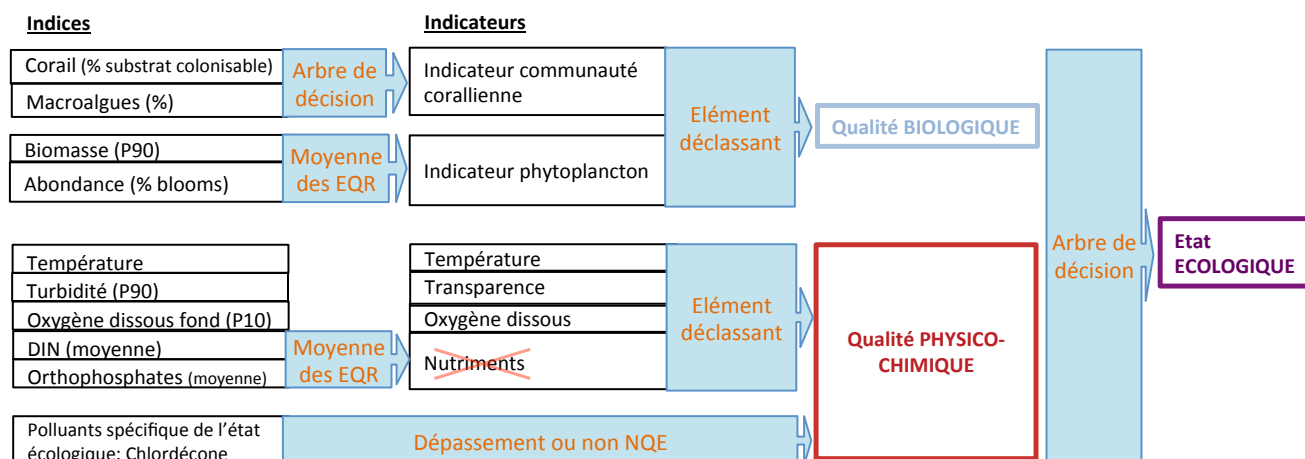 Indices
Indicateurs
Corail (% substrat colonisable)
Macroalgues (%)
Arbre de
décision
Indicateur communauté
corallienne
Biomasse (P90)
Abondance (% blooms)
Moyenne
des EQR
Indicateur phytoplancton
Elément
déclassant
Qualité BIOLOGIQUE
Température
Turbidité (P90)
Oxygène dissous fond (P10)
DIN (moyenne)
Orthophosphates (moyenne)
Moyenne
des EQR
Température
Transparence
Oxygène dissous
Nutriments
Elément
déclassant
Qualité PHYSICO-
CHIMIQUE
Polluants spécifique de l'état
écologique: Chlordécone
Dépassement ou non NQE
Arbre de
décision
Etat
ECOLOGIQUE